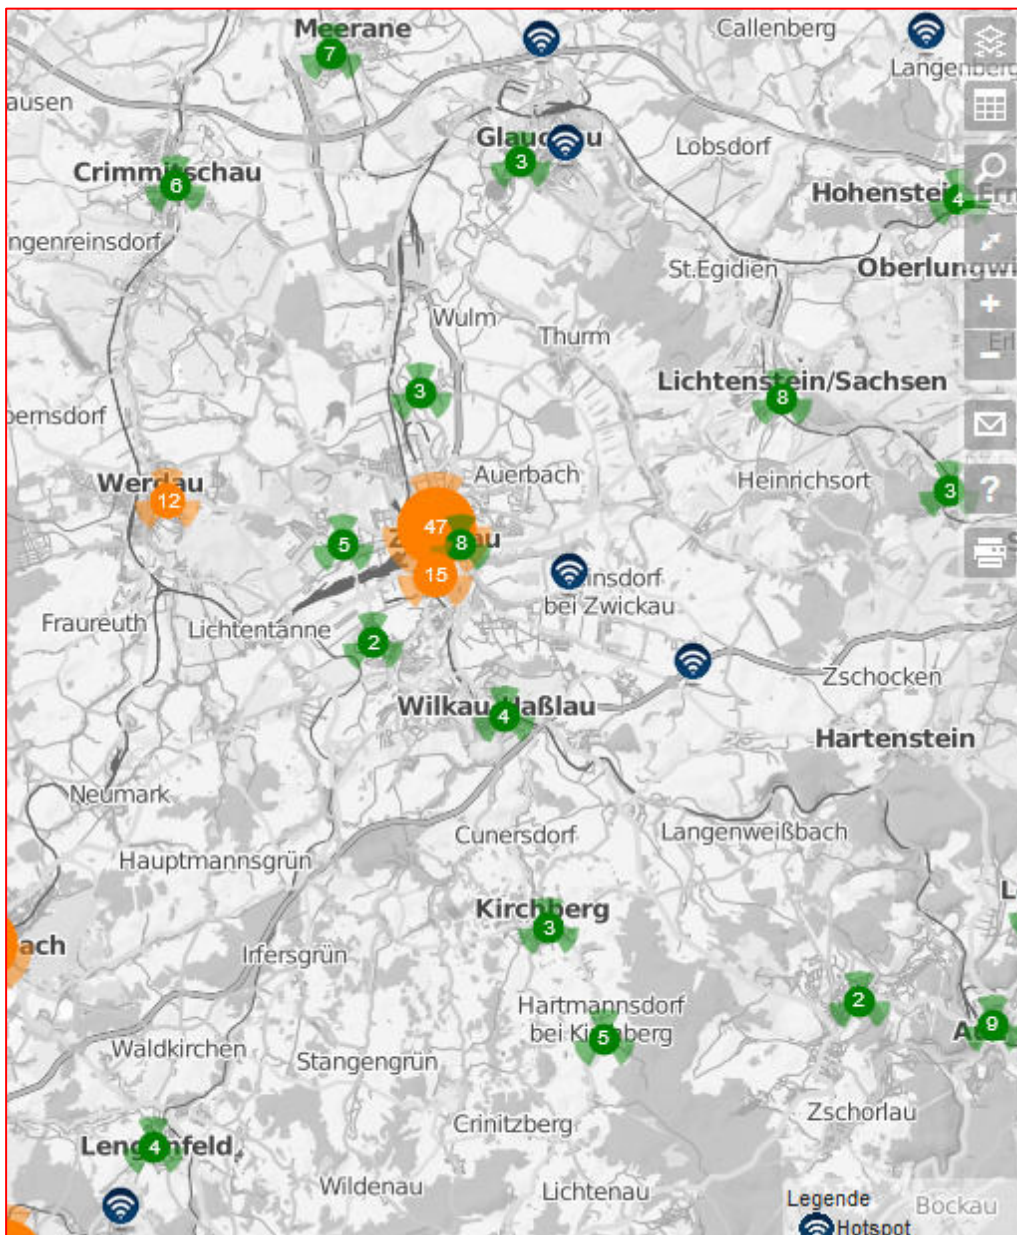 Meerane
7
Callenberg
Langenberg
ausen
Glauchau
3
Lobsdorf
Crimmitschau
6
Hohenstein-Ern
4
ngenreinsdorf
St.Egidien
Oberlungwi
Wulm
Thurm
+
−
Erl
Lichtenstein/Sachsen
8
3
bernsdorf
Auerbach
Heinrichsort
3
?
Werdau
12
47
Zwickau
8
5
15
insdorf
bei Zwickau
Fraureuth
Lichtentanne
2
Zschocken
Wilkau-Haßlau
4
Hartenstein
Neumark
Cunersdorf
Langenweißbach
Hauptmannsgrün
Kirchberg
3
ach
Irfersgrün
Hartmannsdorf
bei Kirchberg
5
2
9
Waldkirchen
Stangengrün
Zschorlau
Crinitzberg
Lengenfeld
4
Wildenau
Lichtenau
Legende
Bockau
Hotspot